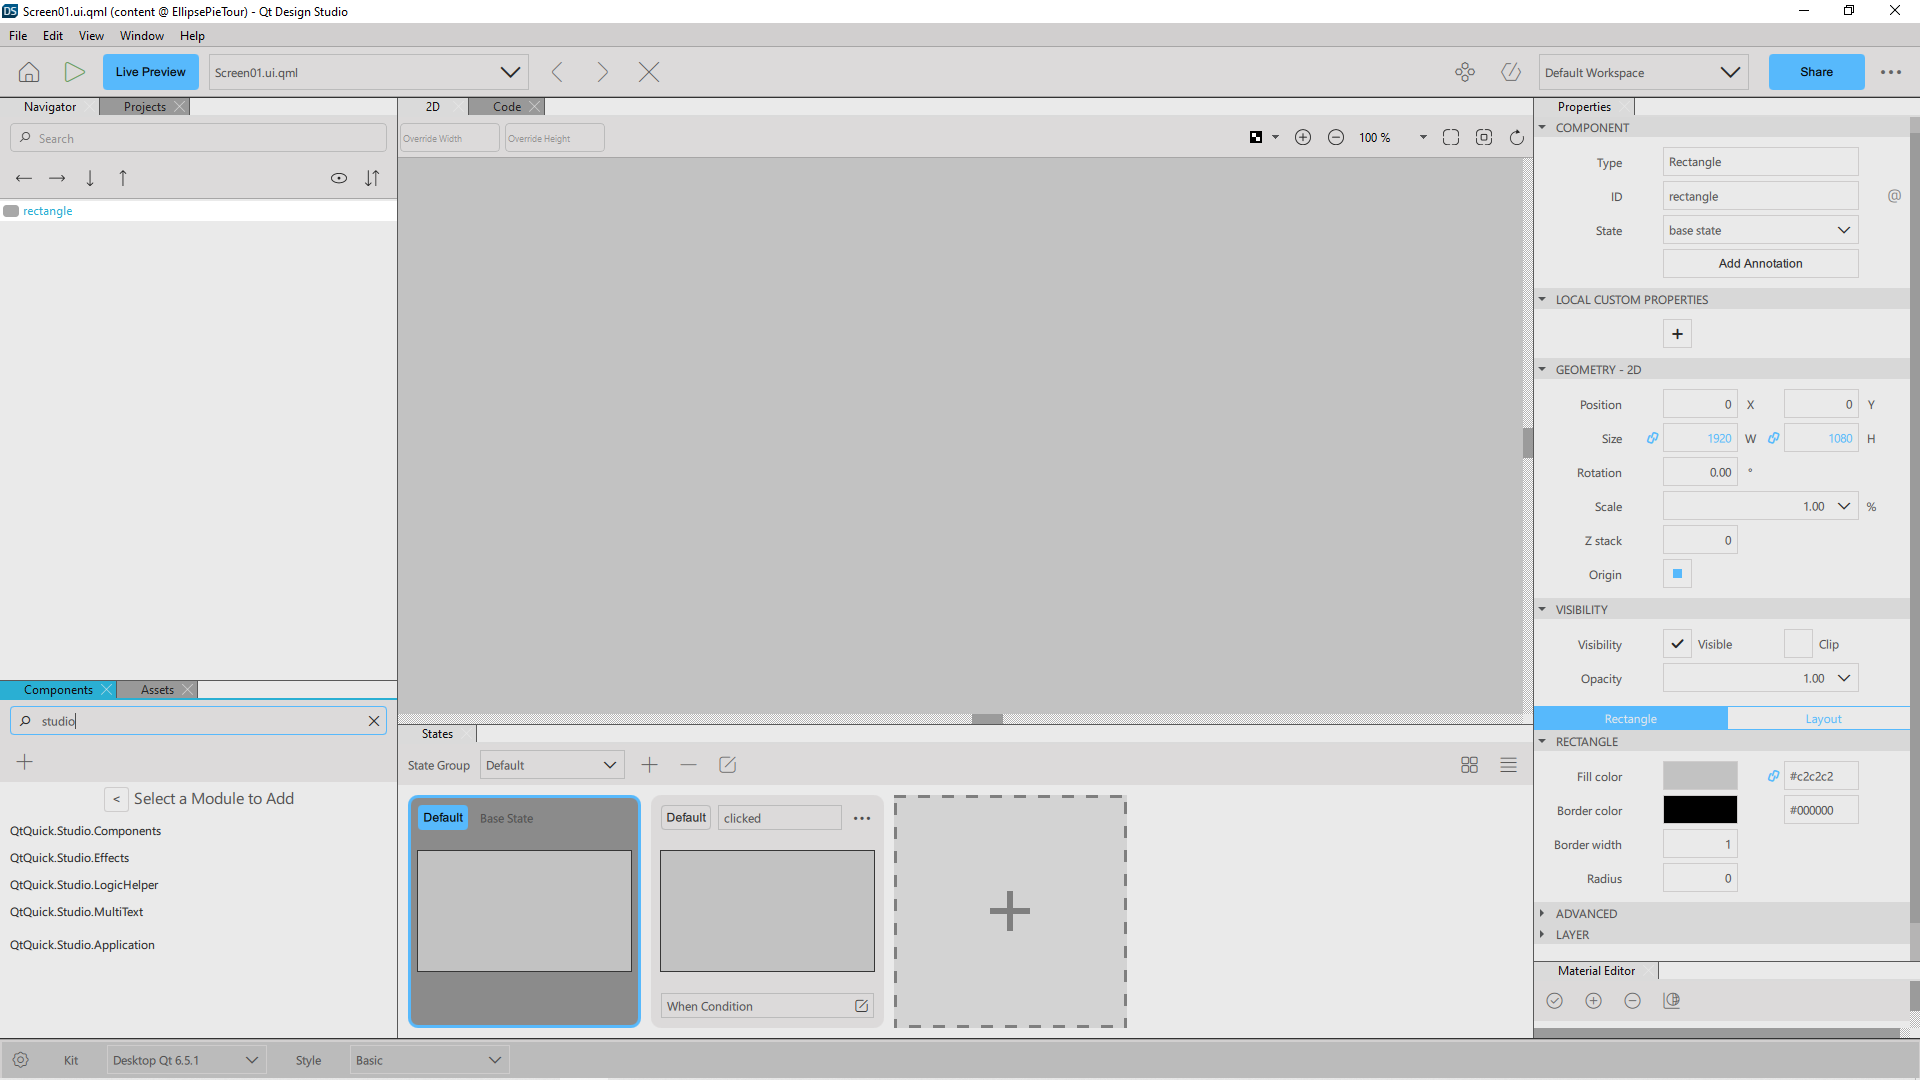 DS Screen01.ui.qml (content @ EllipsePieTour) - Qt Design Studio
File Edit View Window Help
Live Preview Screen01.ui.qml Default Workspace Share
Navigator Projects 2D Code Properties
Search Override Width Override Height 100 %
rectangle
COMPONENT
Type Rectangle
ID rectangle @
State base state
Add Annotation
LOCAL CUSTOM PROPERTIES
GEOMETRY - 2D
Position 0 X 0 Y
Size 1920 W 1080 H
Rotation 0.00 °
Scale 1.00 %
Z stack 0
Origin
VISIBILITY
Visibility Visible Clip
Opacity 1.00
Rectangle Layout
RECTANGLE
Fill color #c2c2c2
Border color #000000
Border width 1
Radius 0
ADVANCED
LAYER
Material Editor
Components Assets
studio
< Select a Module to Add
QtQuick.Studio.Components
QtQuick.Studio.Effects
QtQuick.Studio.LogicHelper
QtQuick.Studio.MultiText
QtQuick.Studio.Application
States
State Group Default
Default Base State
Default clicked
When Condition
Kit Desktop Qt 6.5.1 Style Basic